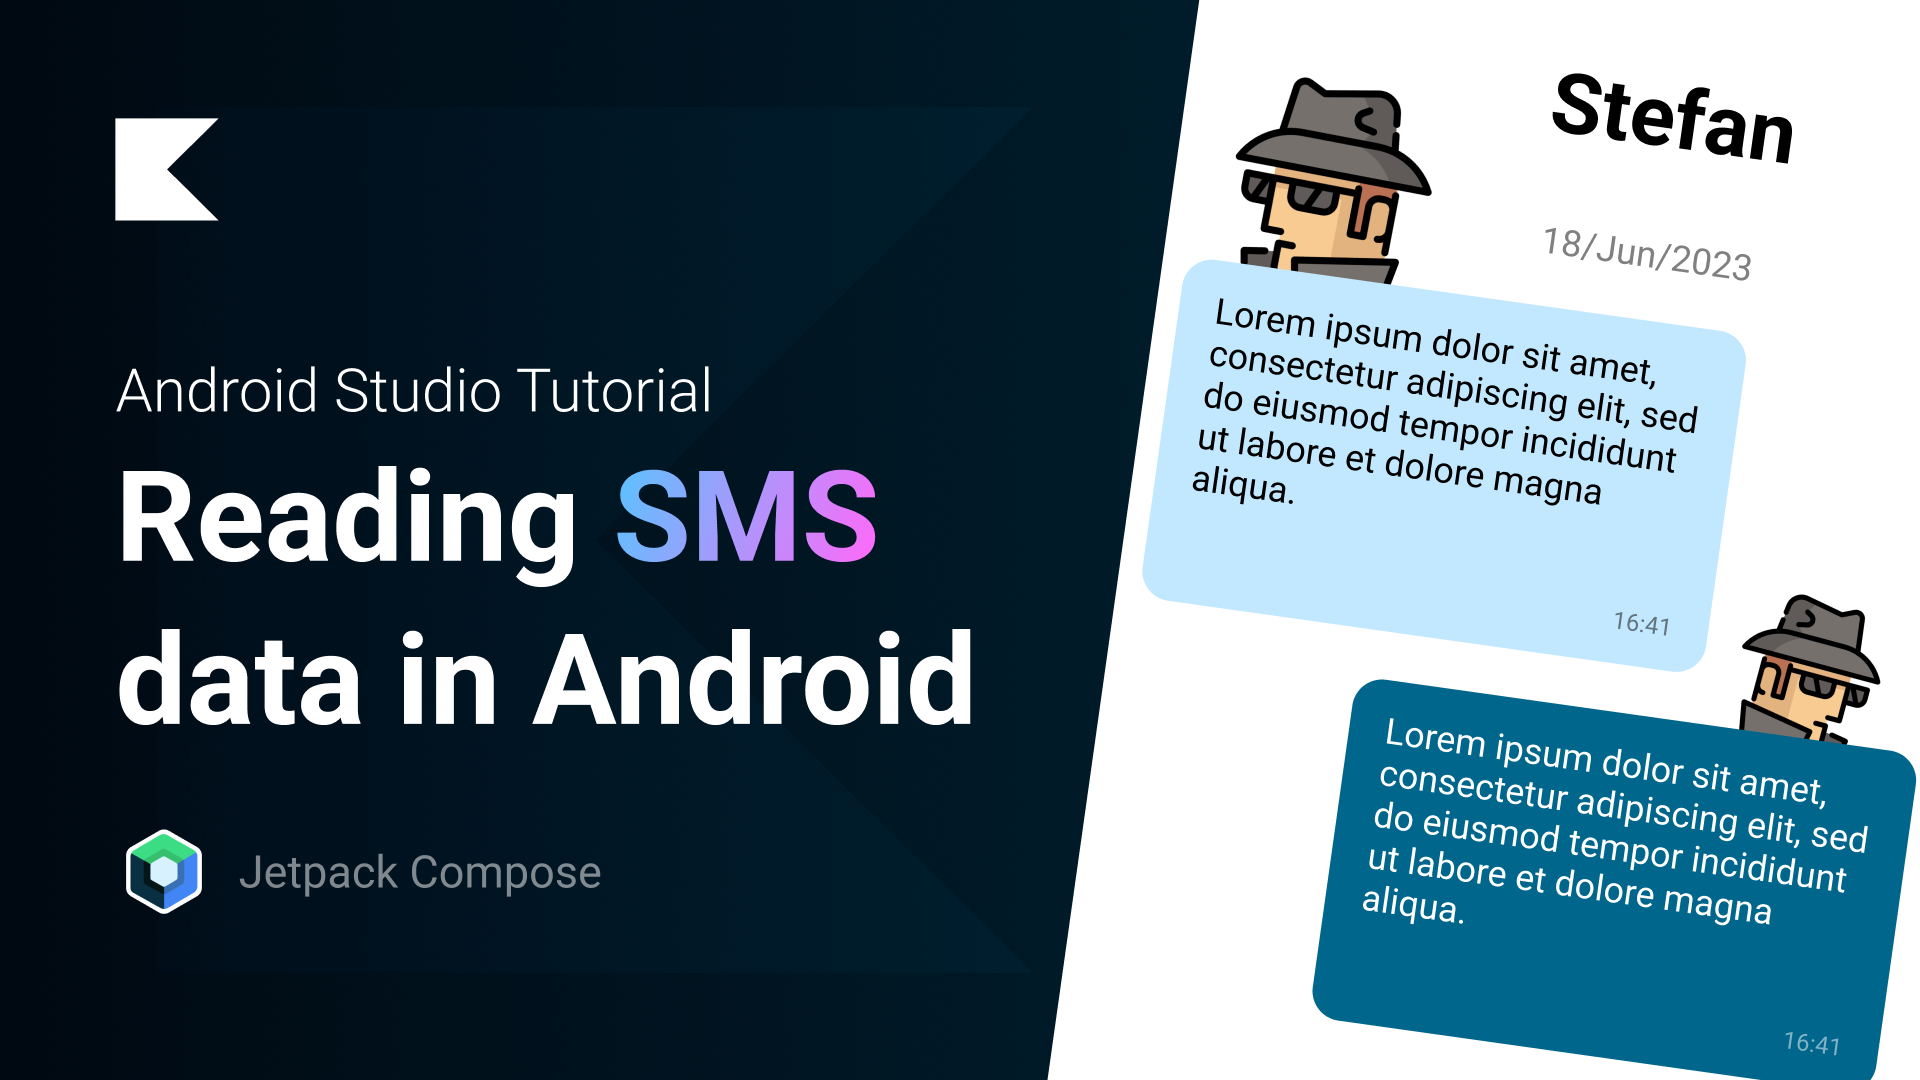 Android Studio Tutorial
Reading SMS
data in Android
Jetpack Compose
Stefan
18/Jun/2023
Lorem ipsum dolor sit amet,
consectetur adipiscing elit, sed
do eiusmod tempor incididunt
ut labore et dolore magna
aliqua.
16:41
Lorem ipsum dolor sit amet,
consectetur adipiscing elit, sed
do eiusmod tempor incididunt
ut labore et dolore magna
aliqua.
16:41